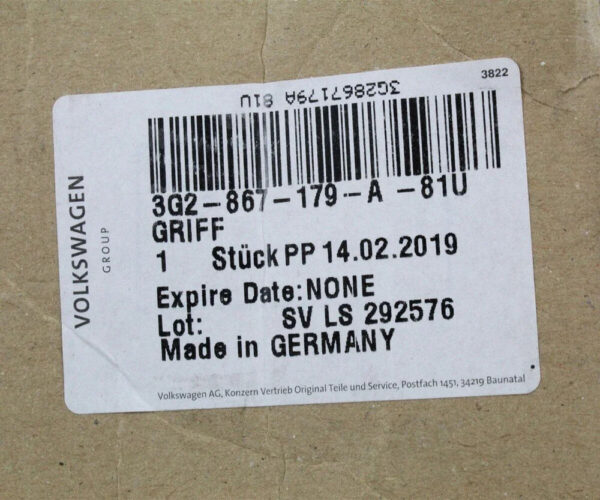 3822
3G2867179A 81U
3G2-867-179-A -81U
GRIFF
1 Stück PP 14.02.2019
Expire Date:NONE
Lot: SV LS 292576
Made in GERMANY
VOLKSWAGEN
GROUP
Volkswagen AG, Konzern Vertrieb Original Teile und Service, Postfach 1451, 34219 Baunatal